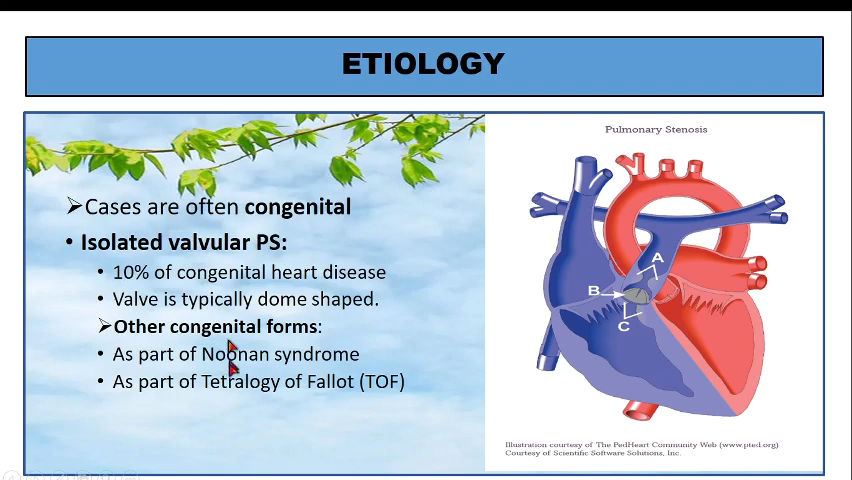 ETIOLOGY
Cases are often congenital
Isolated valvular PS:
10% of congenital heart disease
Valve is typically dome shaped.
Other congenital forms:
As part of Noonan syndrome
As part of Tetralogy of Fallot (TOF)
Pulmonary Stenosis
A
B
C
Illustration courtesy of The PedHeart Community Web (www.pted.org)
Courtesy of Scientific Software Solutions, Inc.